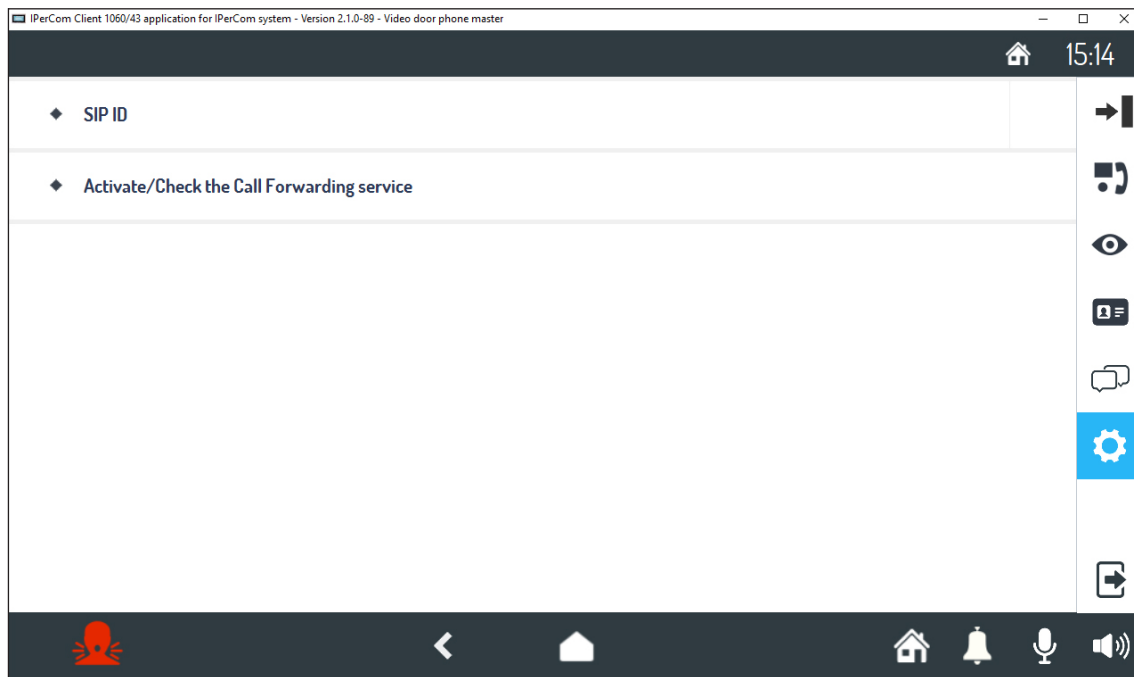 IPerCom Client 1060/43 application for IPerCom system - Version 2.1.0-89 - Video door phone master
15:14
SIP ID
Activate/Check the Call Forwarding service